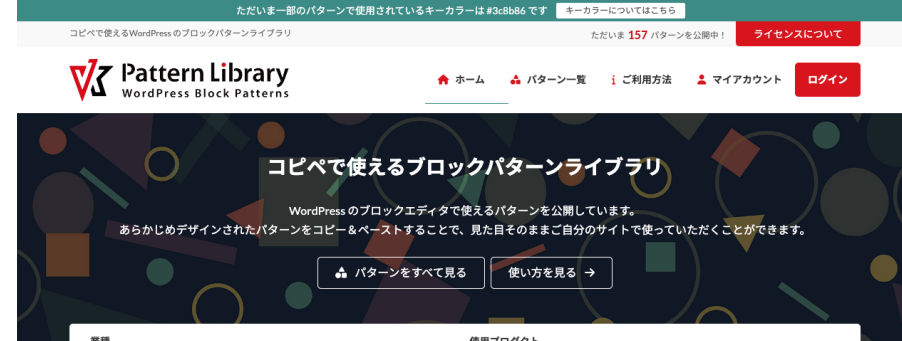 ただいま一部のパターンで使用されているキーカラーは #3c8b86 です キーカラーについてはこちら
コピペで使えるWordPress のブロックパターンライブラリ ただいま 157 パターンを公開中！ ライセンスについて
VK Pattern Library
WordPress Block Patterns
ホーム パターン一覧 ご利用方法 マイアカウント ログイン
コピペで使えるブロックパターンライブラリ
WordPress のブロックエディタで使えるパターンを公開しています。
あらかじめデザインされたパターンをコピー＆ペーストすることで、見た目そのままご自分のサイトで使っていただくことができます。
パターンをすべて見る 使い方を見る →
業種 使用プロダクト